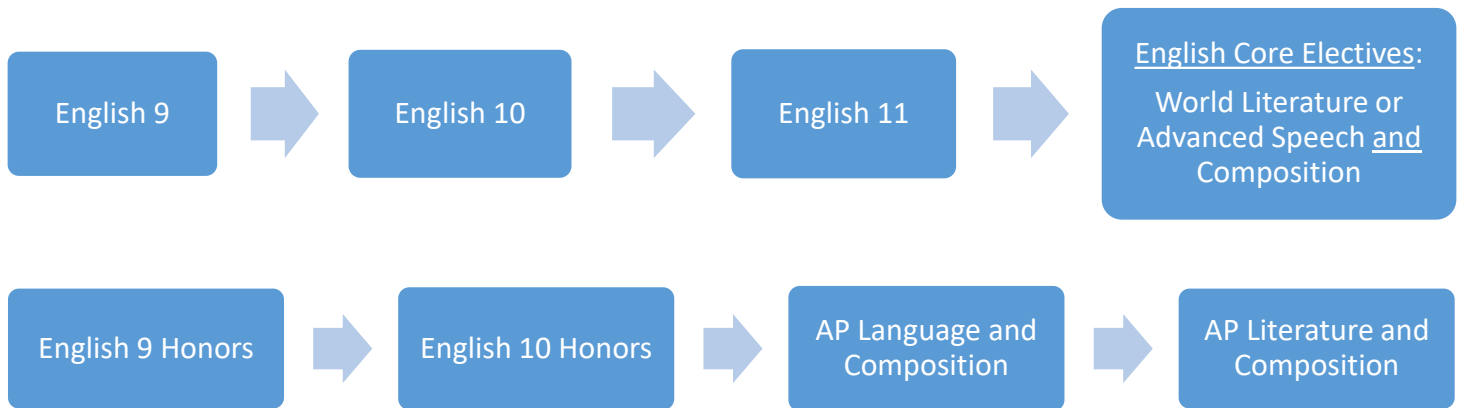 English 9
English 10
English 11
English Core Electives:
World Literature or
Advanced Speech and
Composition
English 9 Honors
English 10 Honors
AP Language and
Composition
AP Literature and
Composition